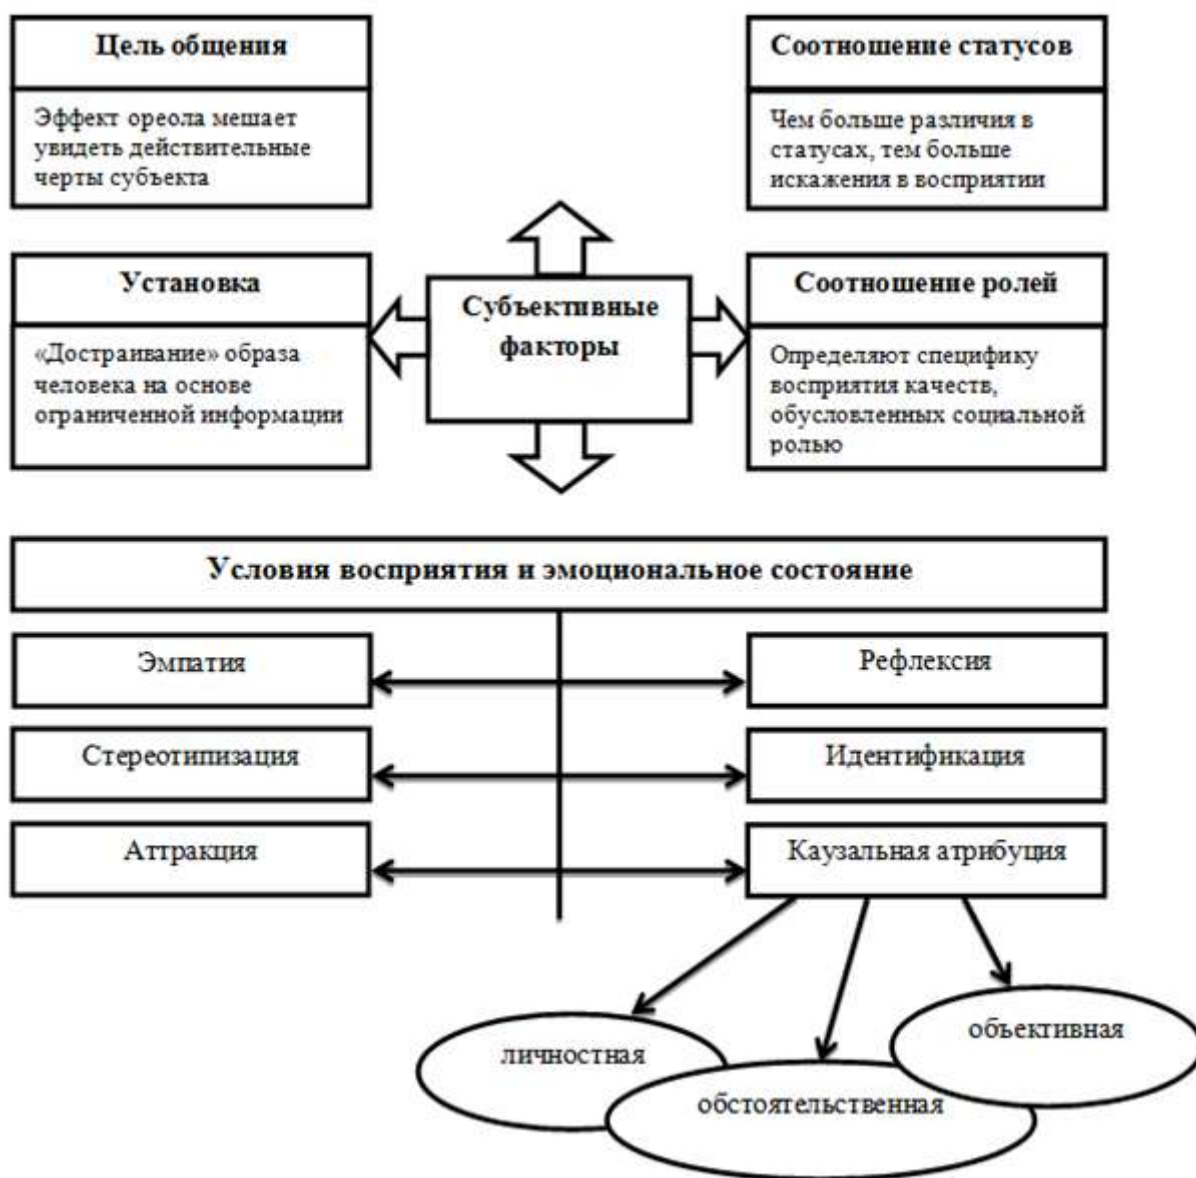 Цель общения
Эффект ореола мешает
увидеть действительные
черты субъекта
Соотношение статусов
Чем больше различия в
статусах, тем больше
искажения в восприятии
Установка
«Достраивание» образа
человека на основе
ограниченной информации
Субъективные
факторы
Соотношение ролей
Определяют специфику
восприятия качеств,
обусловленных социальной
ролью
Условия восприятия и эмоциональное состояние
Эмпатия
Рефлексия
Стереотипизация
Идентификация
Аттракция
Каузальная атрибуция
личностная
обстоятельственная
объективная